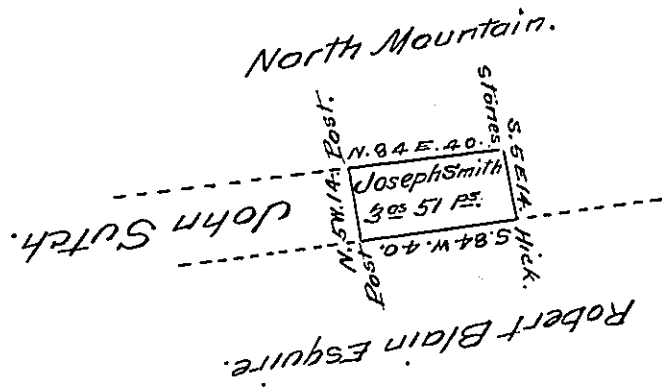 North Mountain.
Post.
stones
N. 84 E. 40.
S. 5 E 14.
Joseph Smith
3 as 51 Ps.
N. 5 W. 14.
John Sutch.
S. 84 W. 40.
Post
Hick.
Robert Blain Esquire.